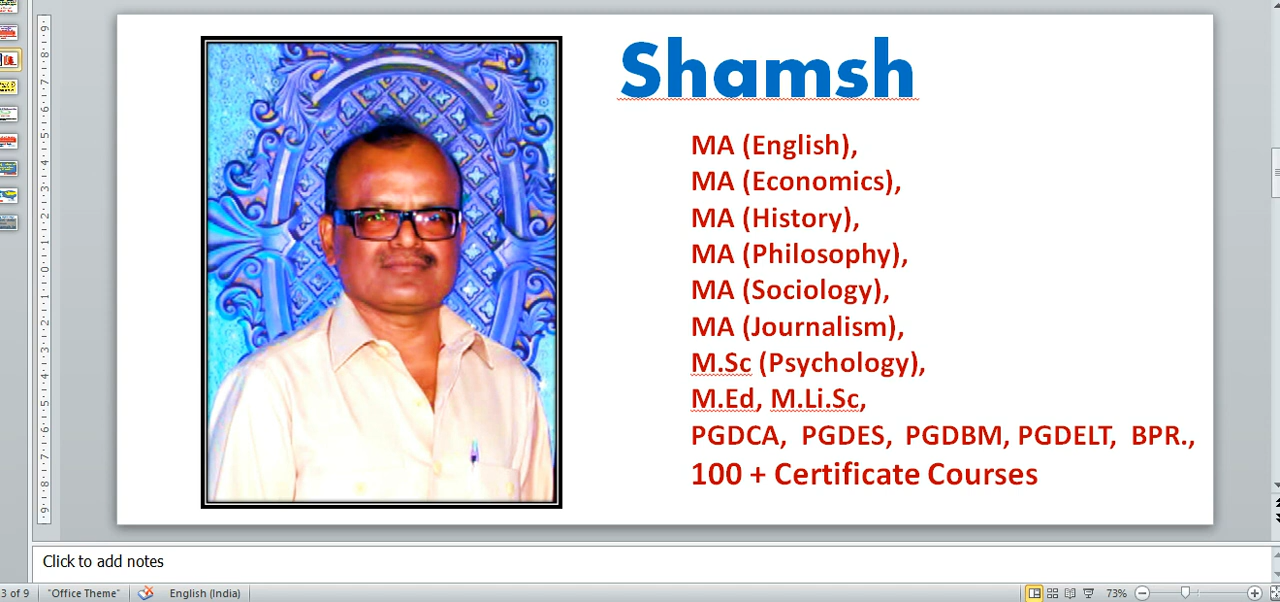 Shamsh
MA (English),
MA (Economics),
MA (History),
MA (Philosophy),
MA (Sociology),
MA (Journalism),
M.Sc (Psychology),
M.Ed, M.Li.Sc,
PGDCA, PGDES, PGDBM, PGDELT, BPR.,
100 + Certificate Courses
Click to add notes
3 of 9 "Office Theme" English (India) 73%